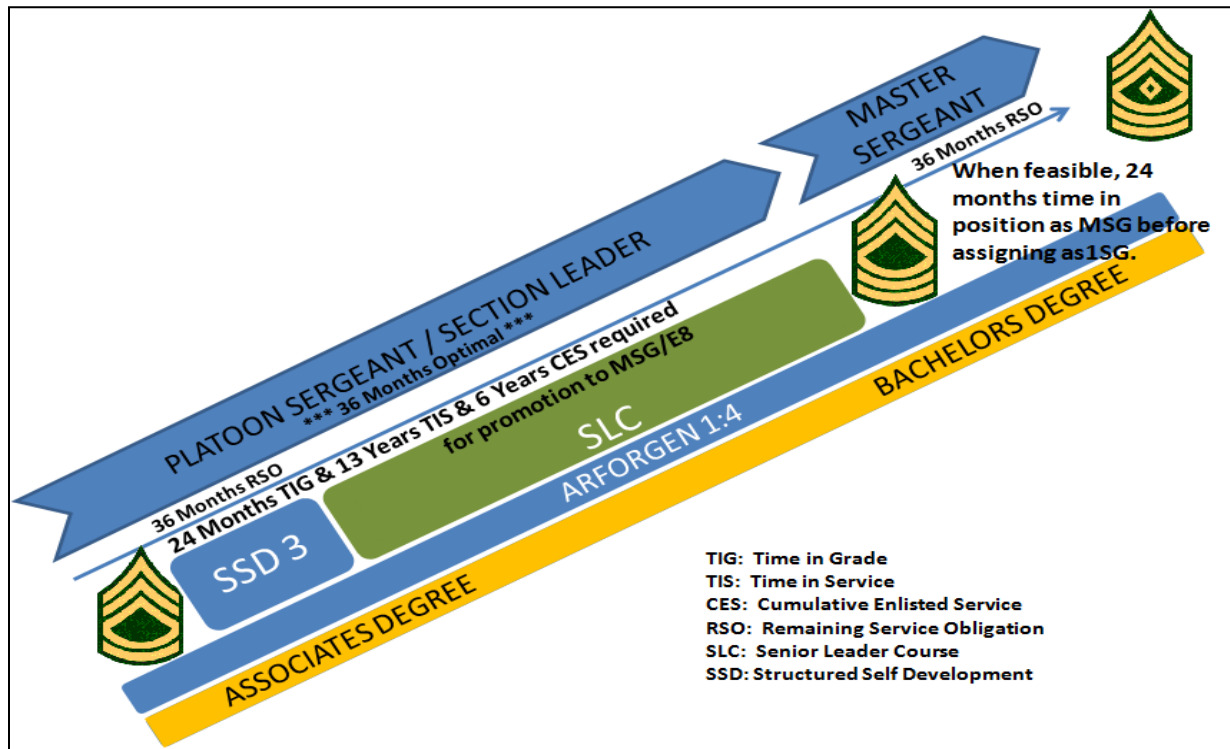 MASTER
SERGEANT
36 Months RSO
When feasible, 24
months time in
position as MSG before
assigning as1SG.
PLATOON SERGEANT / SECTION LEADER
*** 36 Months Optimal ***
36 Months RSO
24 Months TIG & 13 Years TIS & 6 Years CES required
for promotion to MSG/E8
SSD 3
SLC
ARFORGEN 1:4
ASSOCIATES DEGREE
BACHELORS DEGREE
TIG:  Time in Grade
TIS:  Time in Service
CES:  Cumulative Enlisted Service
RSO:  Remaining Service Obligation
SLC:  Senior Leader Course
SSD: Structured Self Development